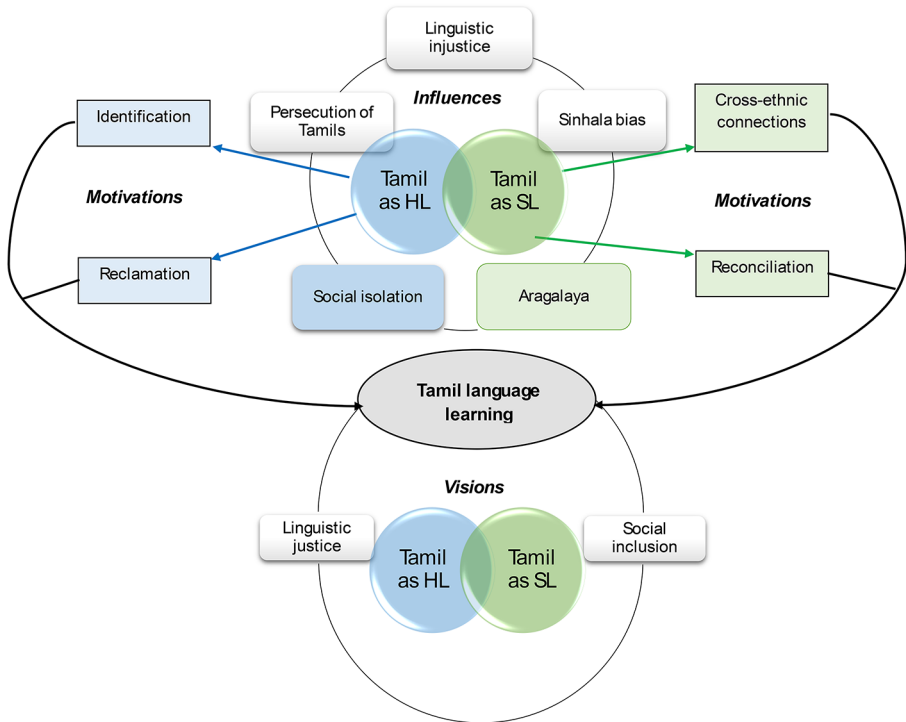 Linguistic
injustice
Influences
Persecution of
Tamils
Sinhala bias
Identification
Cross-ethnic
connections
Tamil
as HL
Tamil
as SL
Motivations
Motivations
Reclamation
Reconciliation
Social isolation
Aragalaya
Tamil language
learning
Visions
Linguistic
justice
Social
inclusion
Tamil
as HL
Tamil
as SL